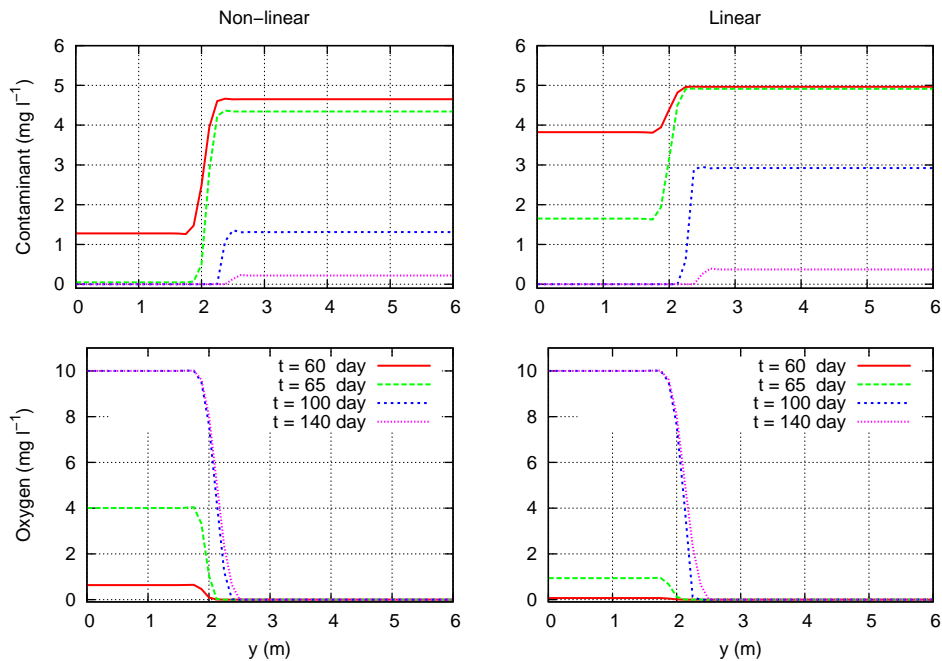 Non−linear
Linear
Contaminant (mg l⁻¹)
6
5
4
3
2
1
0
0 1 2 3 4 5 6
y (m)
6
5
4
3
2
1
0
0 1 2 3 4 5 6
y (m)
Oxygen (mg l⁻¹)
10
8
6
4
2
0
0 1 2 3 4 5 6
y (m)
t = 60 day
t = 65 day
t = 100 day
t = 140 day
10
8
6
4
2
0
0 1 2 3 4 5 6
y (m)
t = 60 day
t = 65 day
t = 100 day
t = 140 day